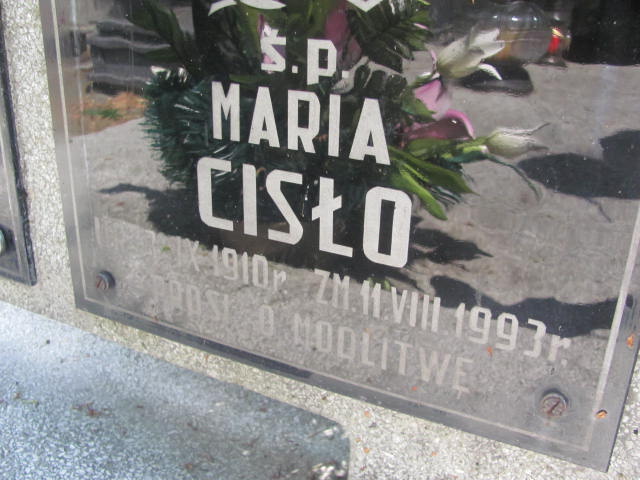 Ś.P.
MARIA
CISŁO
IX 1910r. ZM 11.VIII 1993r.
PROSI O MODLITWĘ